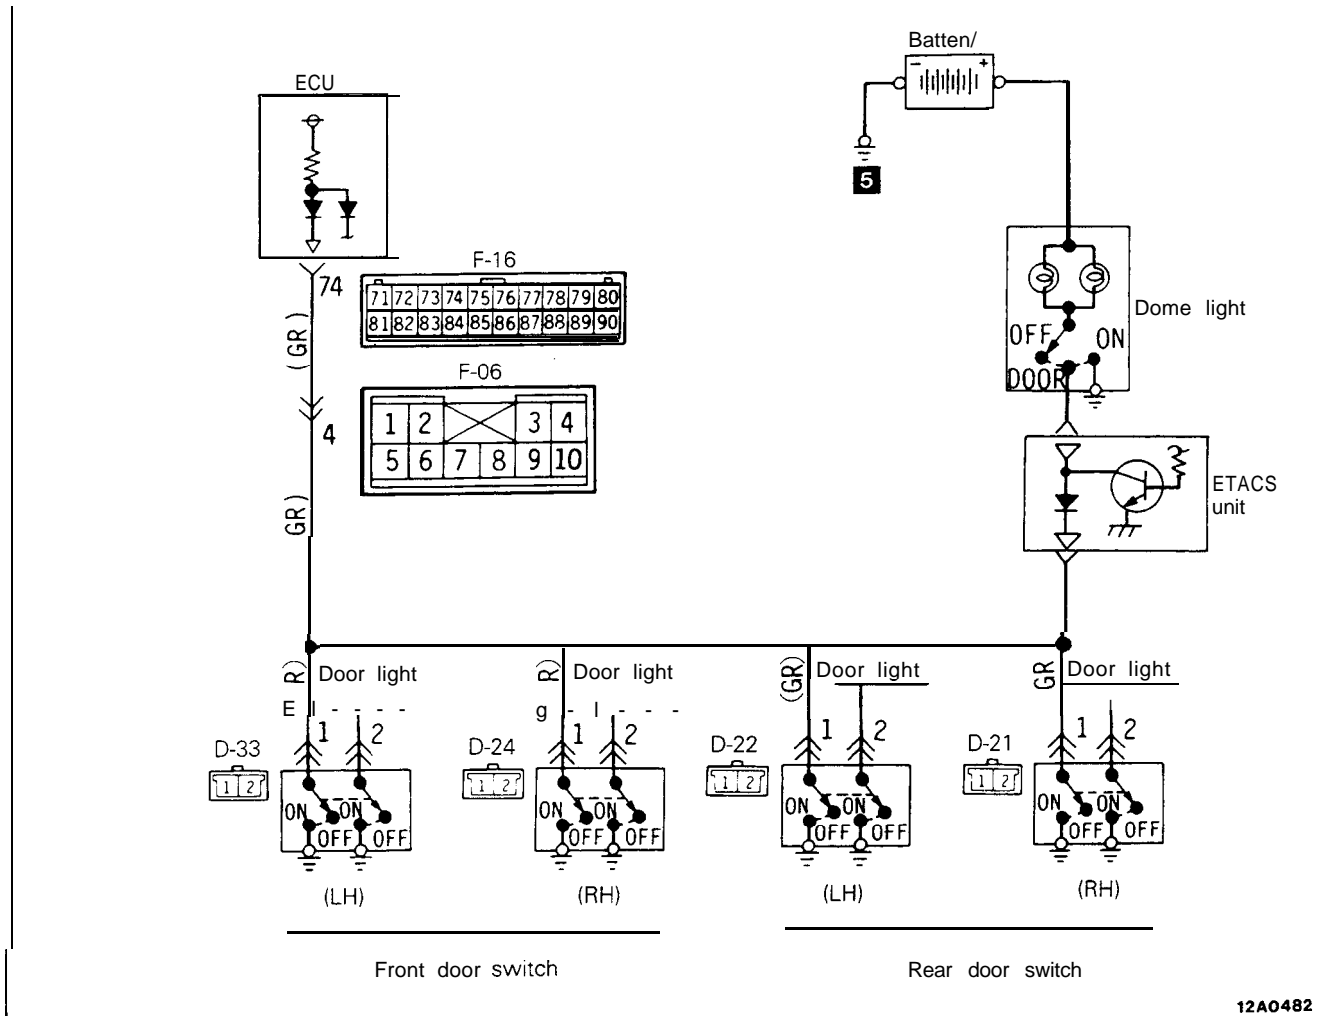 Batten/
- +
ECU
5
F-16
74
71 72 73 74 75 76 77 78 79 80
81 82 83 84 85 86 87 88 89 90
(GR)
Dome light
OFF ON
DOOR
F-06
1 2 3 4
4
5 6 7 8 9 10
ETACS
unit
GR)
R) Door light R) Door light (GR) Door light GR Door light
E l - - - - g - l - - -
1 2 1 2 1 2 1 2
D-33 D-24 D-22 D-21
1 2 1 2 1 2 1 2
ON ON ON ON ON ON ON ON
OFF OFF OFF OFF OFF OFF OFF OFF
(LH) (RH) (LH) (RH)
Front door switch Rear door switch
12A0482